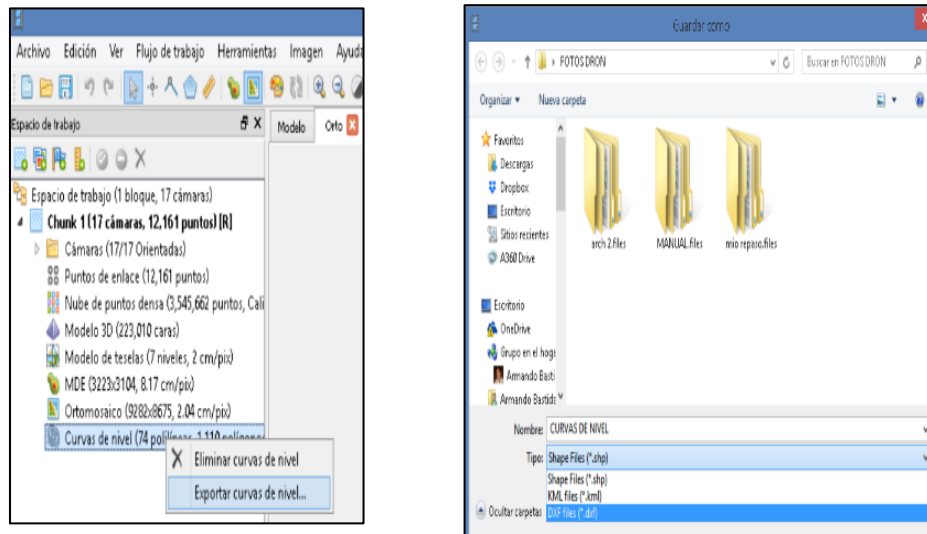 Archivo Edición Ver Flujo de trabajo Herramientas Imagen Ayuda
Espacio de trabajo
Modelo Orto
Espacio de trabajo (1 bloque, 17 cámaras)
Chunk 1 (17 cámaras, 12,161 puntos) [R]
Cámaras (17/17 Orientadas)
Puntos de enlace (12,161 puntos)
Nube de puntos densa (3,545,662 puntos, Cali
Modelo 3D (223,010 caras)
Modelo de teselas (7 niveles, 2 cm/pix)
MDE (3223x3104, 8.17 cm/pix)
Ortomosaico (9282x8675, 2.04 cm/pix)
Curvas de nivel (74 polilíneas, 1,110 polígonos
Eliminar curvas de nivel
Exportar curvas de nivel...
Guardar como
FOTOS DRON
Buscar en FOTOS DRON
Organizar
Nueva carpeta
Favoritos
Descargas
Dropbox
Escritorio
Sitios recientes
A360 Drive
arch 2.files
MANUAL.files
mio repaso.files
Escritorio
OneDrive
Grupo en el hoga
Armando Basti
Armando Bastida
Nombre: CURVAS DE NIVEL
Tipo: Shape Files (*.shp)
Shape Files (*.shp)
KML files (*.kml)
Ocultar carpetas
DXF files (*.dxf)